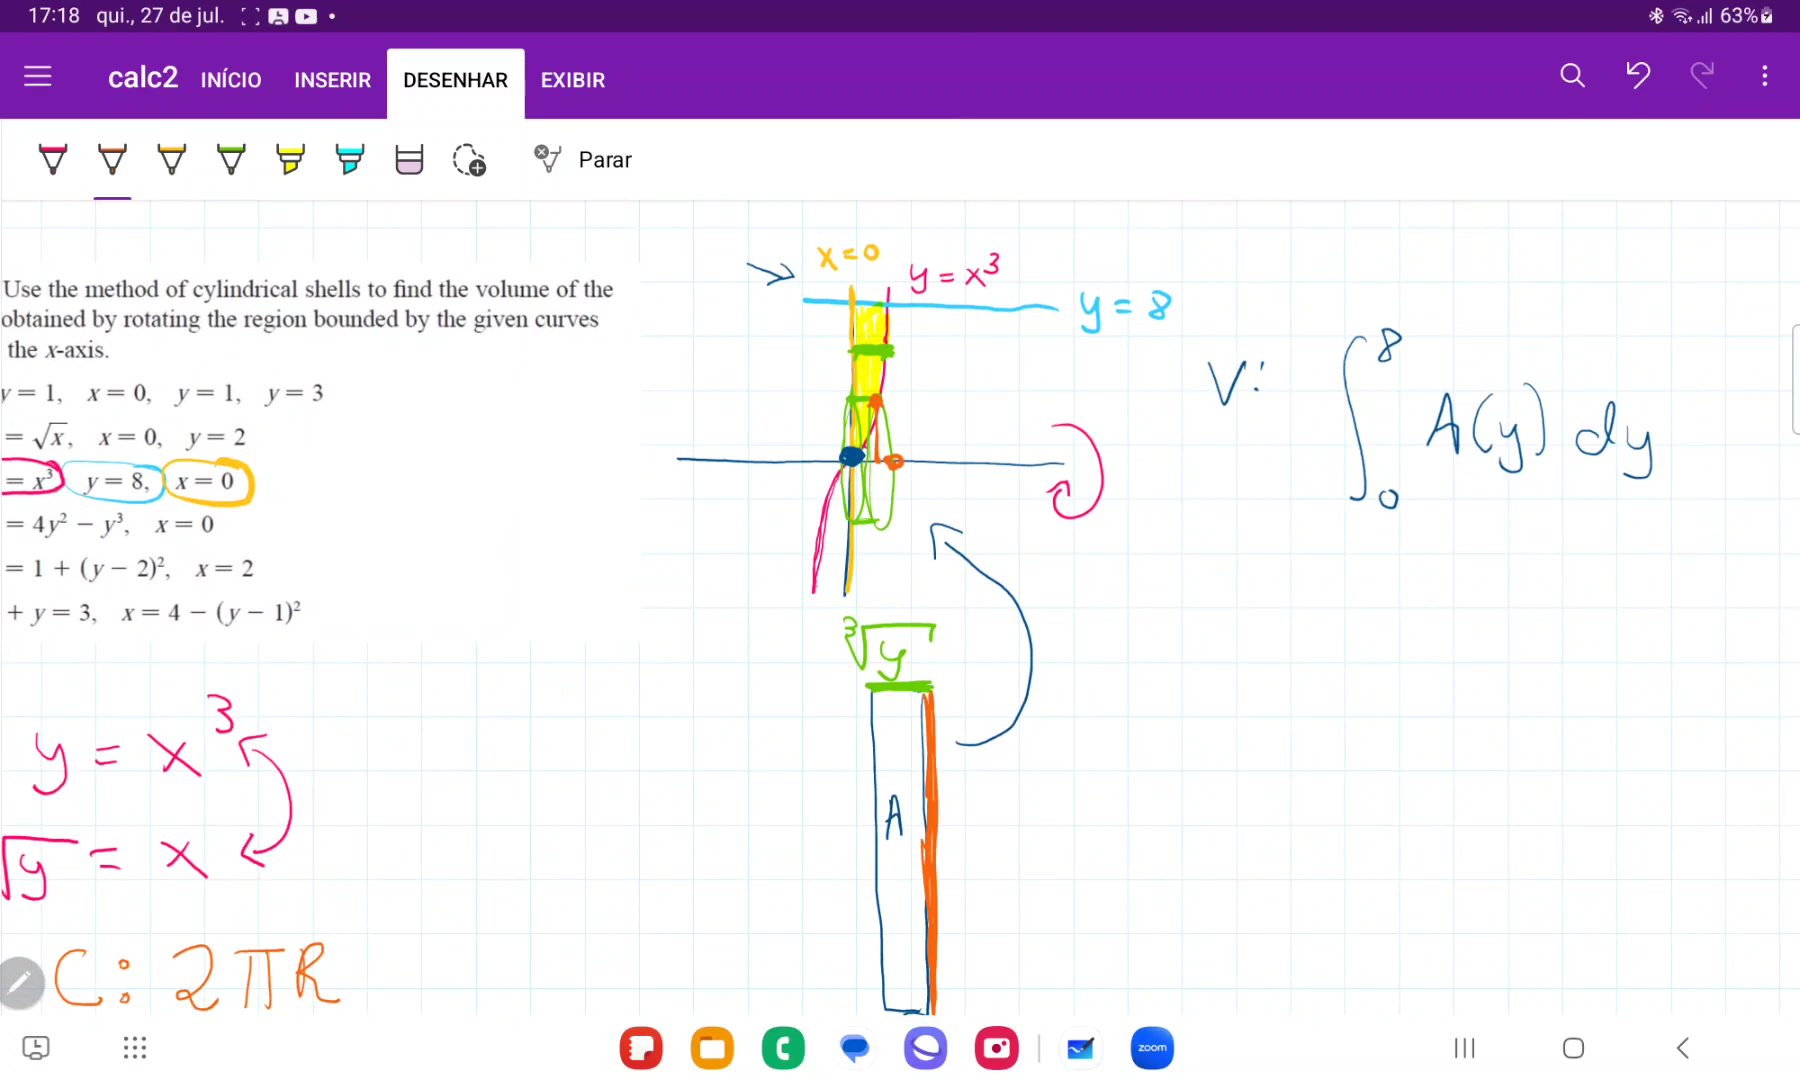 17:18 qui., 27 de jul. 63%
calc2 INÍCIO INSERIR DESENHAR EXIBIR
Parar
Use the method of cylindrical shells to find the volume of the
obtained by rotating the region bounded by the given curves
the x-axis.
y = 1, x = 0, y = 1, y = 3
= √x, x = 0, y = 2
= x³ y = 8, x = 0
= 4y² − y³, x = 0
= 1 + (y − 2)², x = 2
+ y = 3, x = 4 − (y − 1)²
x = 0
y = x³
y = 8
V: ∫₀⁸ A(y) dy
∛y
A
y = x³
√y = x
C: 2πR
zoom